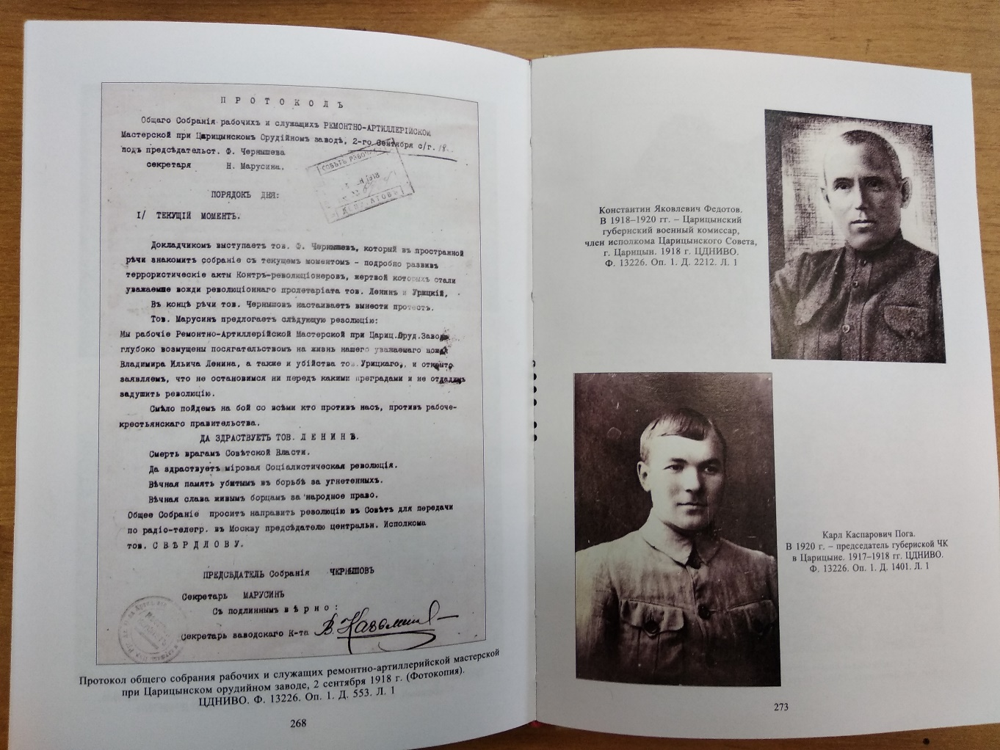 П Р О Т О К О Л Ъ
Общаго Собранія рабочихъ и служащихъ РЕМОНТНО-АРТИЛЛЕРІЙСКОЙ
Мастерской при Царицынскомъ Орудійномъ заводѣ, 2-го Сентября с/г. 18
подъ предсѣдательст. Ф. Чернышева
секретаря Н. Марусина.
СОВѢТЪ РАБОЧ
1918
ДЕПУТАТОВЪ
ПОРЯДОКЪ ДНЯ:
I/ ТЕКУЩІЙ МОМЕНТЪ.
Докладчикомъ выступаетъ тов. Ф. Чернышевъ, который въ пространной
рѣчи знакомитъ собраніе съ текущемъ моментомъ - подробно развивъ
террористическіе акты Контръ-революціонеровъ, жертвой которыхъ стали
уважаемые вожди революціоннаго пролетаріата тов. Ленинъ и Урицкій,
Въ концѣ рѣчи тов. Чернышовъ настаиваетъ вынести протестъ.
Тов. Марусинъ предлогаетъ слѣдующую резолюцію:
Мы рабочіе Ремонтно-Артиллерійской Мастерской при Цариц.Оруд.Заводѣ
глубоко возмущены посягательствомъ на жизнь нашего уважаемаго вождя
Владимира Ильича Ленина, а также и убійства тов. Урицкаго, и открыто
заявляемъ, что не остановимся ни передъ какими преградами и не отдадимъ
задушить революцію.
Смѣло пойдемъ на бой со всѣми кто противъ насъ, противъ рабоче-
крестьянскаго правительства.
ДА ЗДРАСТВУЕТЪ ТОВ. Л Е Н И Н Ъ.
Смерть врагамъ Совѣтской Власти.
Да здраствуетъ міровая Соціалистическая революція.
Вѣчная память убитымъ въ борьбѣ за угнетенныхъ.
Вѣчная слава живымъ борцамъ за народное право.
Общее Собраніе проситъ направить резолюцію въ Совѣтъ для передачи
по радіо-телегр. въ Москву предсѣдателю центральн. Исполкома
тов. С В Ѣ Р Д Л О В У.
ПРЕДСѢДАТЕЛЬ Собранія ЧЕРНЫШОВЪ
Секретарь МАРУСИНЪ
Съ подлиннымъ в ѣ р н о :
Секретарь заводскаго К-та В.
Протокол общего собрания рабочих и служащих ремонтно-артиллерийской мастерской
при Царицынском орудийном заводе, 2 сентября 1918 г. (Фотокопия).
ЦДНИВО. Ф. 13226. Оп. 1. Д. 553. Л. 1
268
Константин Яковлевич Федотов.
В 1918–1920 гг. – Царицынский
губернский военный комиссар,
член исполкома Царицынского Совета,
г. Царицын. 1918 г. ЦДНИВО.
Ф. 13226. Оп. 1. Д. 2212. Л. 1
Карл Каспарович Пога.
В 1920 г. – председатель губернской ЧК
в Царицыне. 1917–1918 гг. ЦДНИВО.
Ф. 13226. Оп. 1. Д. 1401. Л. 1
273